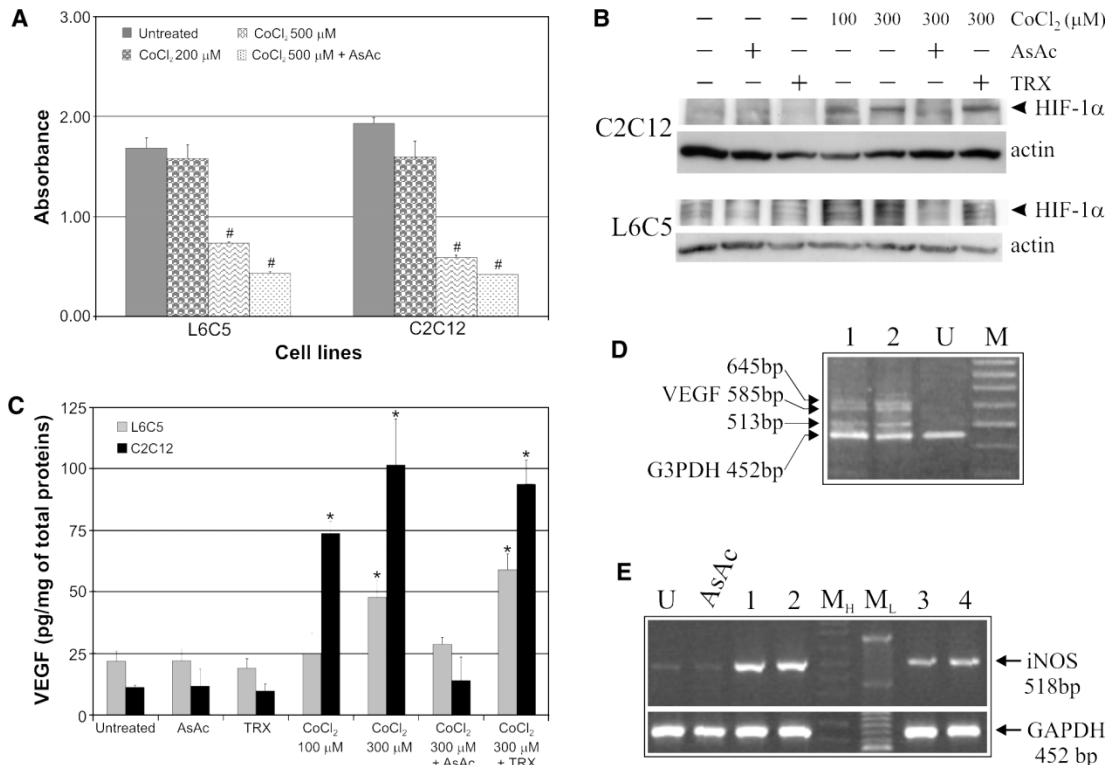 A
3.00
2.00
1.00
0.00
Absorbance
Untreated
CoCl₂ 500 µM
CoCl₂ 200 µM
CoCl₂ 500 µM + AsAc
# # # #
L6C5 C2C12
Cell lines
B
– – – 100 300 300 300 CoCl₂ (µM)
– + – – – + – AsAc
– – + – – – + TRX
C2C12
HIF-1α
actin
L6C5
HIF-1α
actin
C
125
100
75
50
25
0
VEGF (pg/mg of total proteins)
L6C5
C2C12
* * * * *
Untreated AsAc TRX CoCl₂ 100 µM CoCl₂ 300 µM CoCl₂ 300 µM + AsAc CoCl₂ 300 µM + TRX
D
1 2 U M
645bp
VEGF 585bp
513bp
G3PDH 452bp
E
U AsAc 1 2 M_H M_L 3 4
iNOS
518bp
GAPDH
452 bp